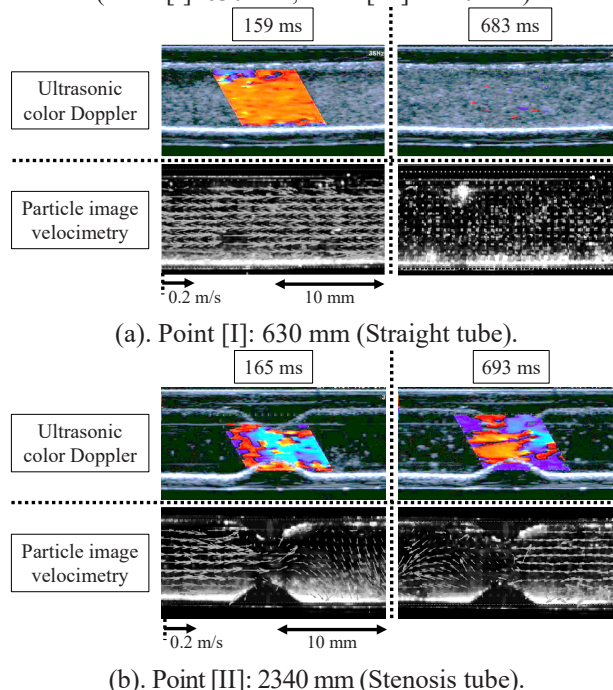 159 ms
683 ms
Ultrasonic
color Doppler
Particle image
velocimetry
0.2 m/s
10 mm
(a). Point [I]: 630 mm (Straight tube).
165 ms
693 ms
Ultrasonic
color Doppler
Particle image
velocimetry
0.2 m/s
10 mm
(b). Point [II]: 2340 mm (Stenosis tube).